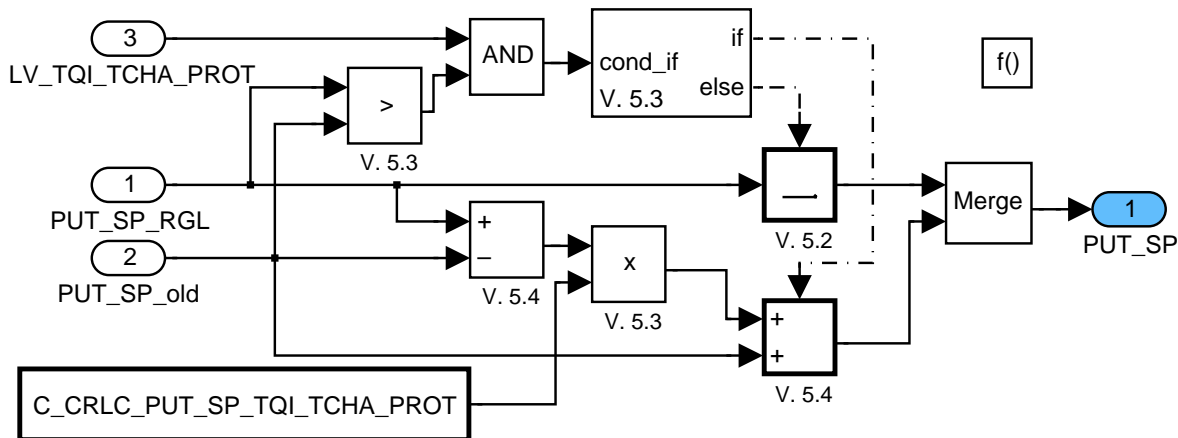 3
LV_TQI_TCHA_PROT
AND
cond_if
if
else
V. 5.3
f()
>
V. 5.3
1
PUT_SP_RGL
2
PUT_SP_old
+
–
V. 5.4
x
V. 5.3
V. 5.2
Merge
1
PUT_SP
+
+
V. 5.4
C_CRLC_PUT_SP_TQI_TCHA_PROT